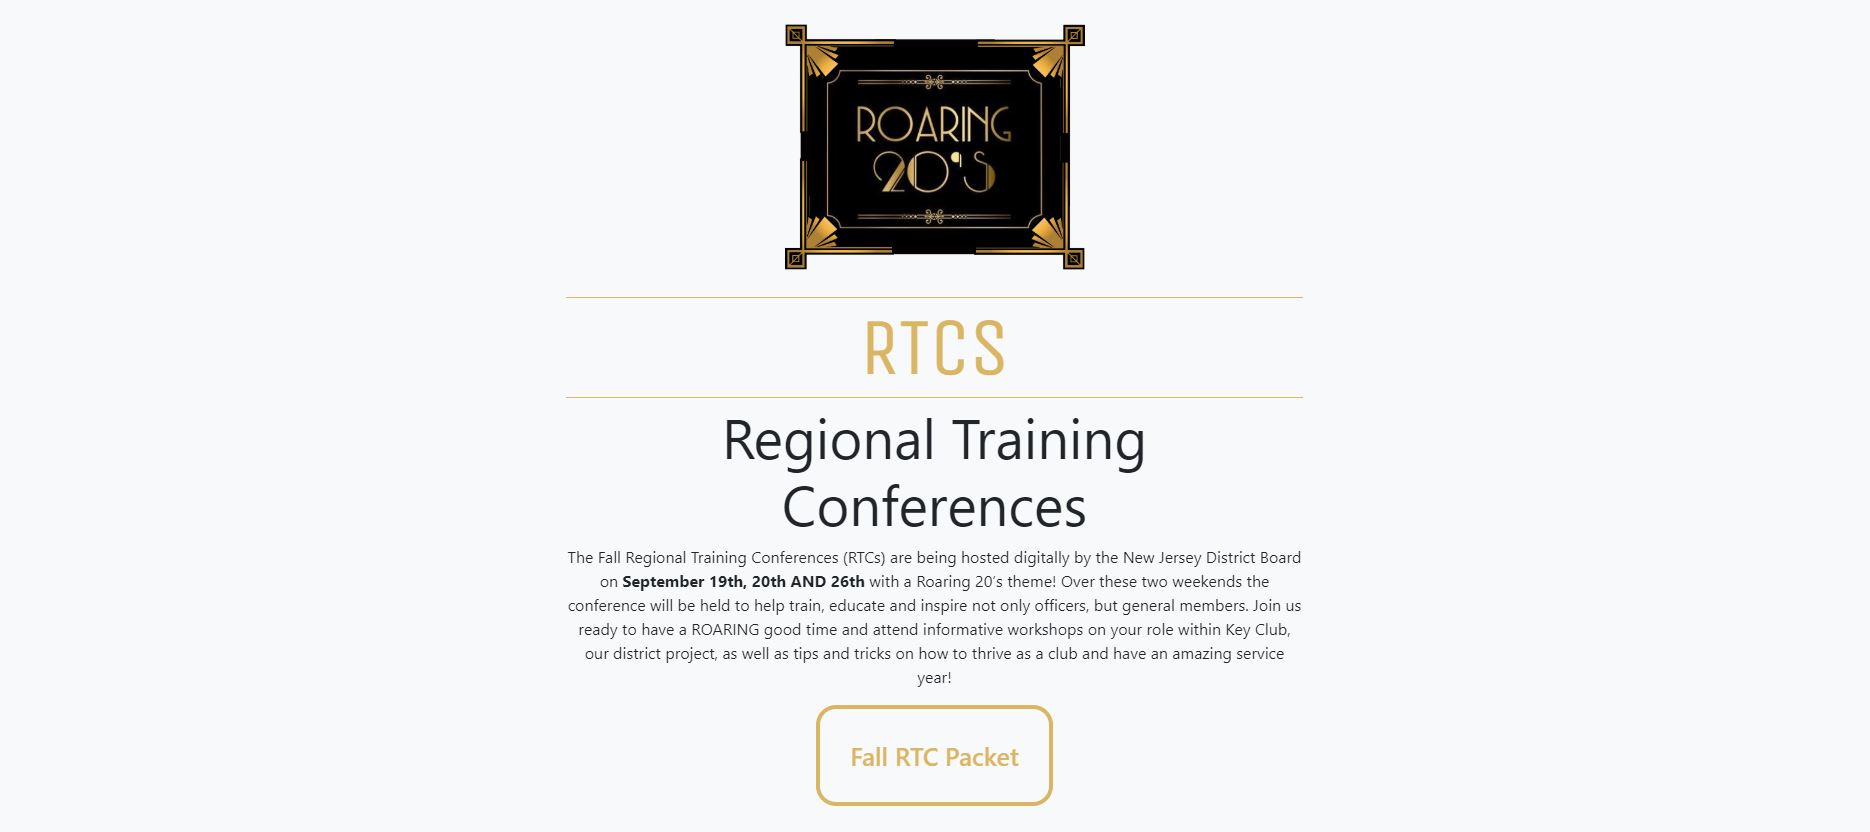 ROARING
20'S
RTCS
Regional Training
Conferences
The Fall Regional Training Conferences (RTCs) are being hosted digitally by the New Jersey District Board
on September 19th, 20th AND 26th with a Roaring 20's theme! Over these two weekends the
conference will be held to help train, educate and inspire not only officers, but general members. Join us
ready to have a ROARING good time and attend informative workshops on your role within Key Club,
our district project, as well as tips and tricks on how to thrive as a club and have an amazing service
year!
Fall RTC Packet